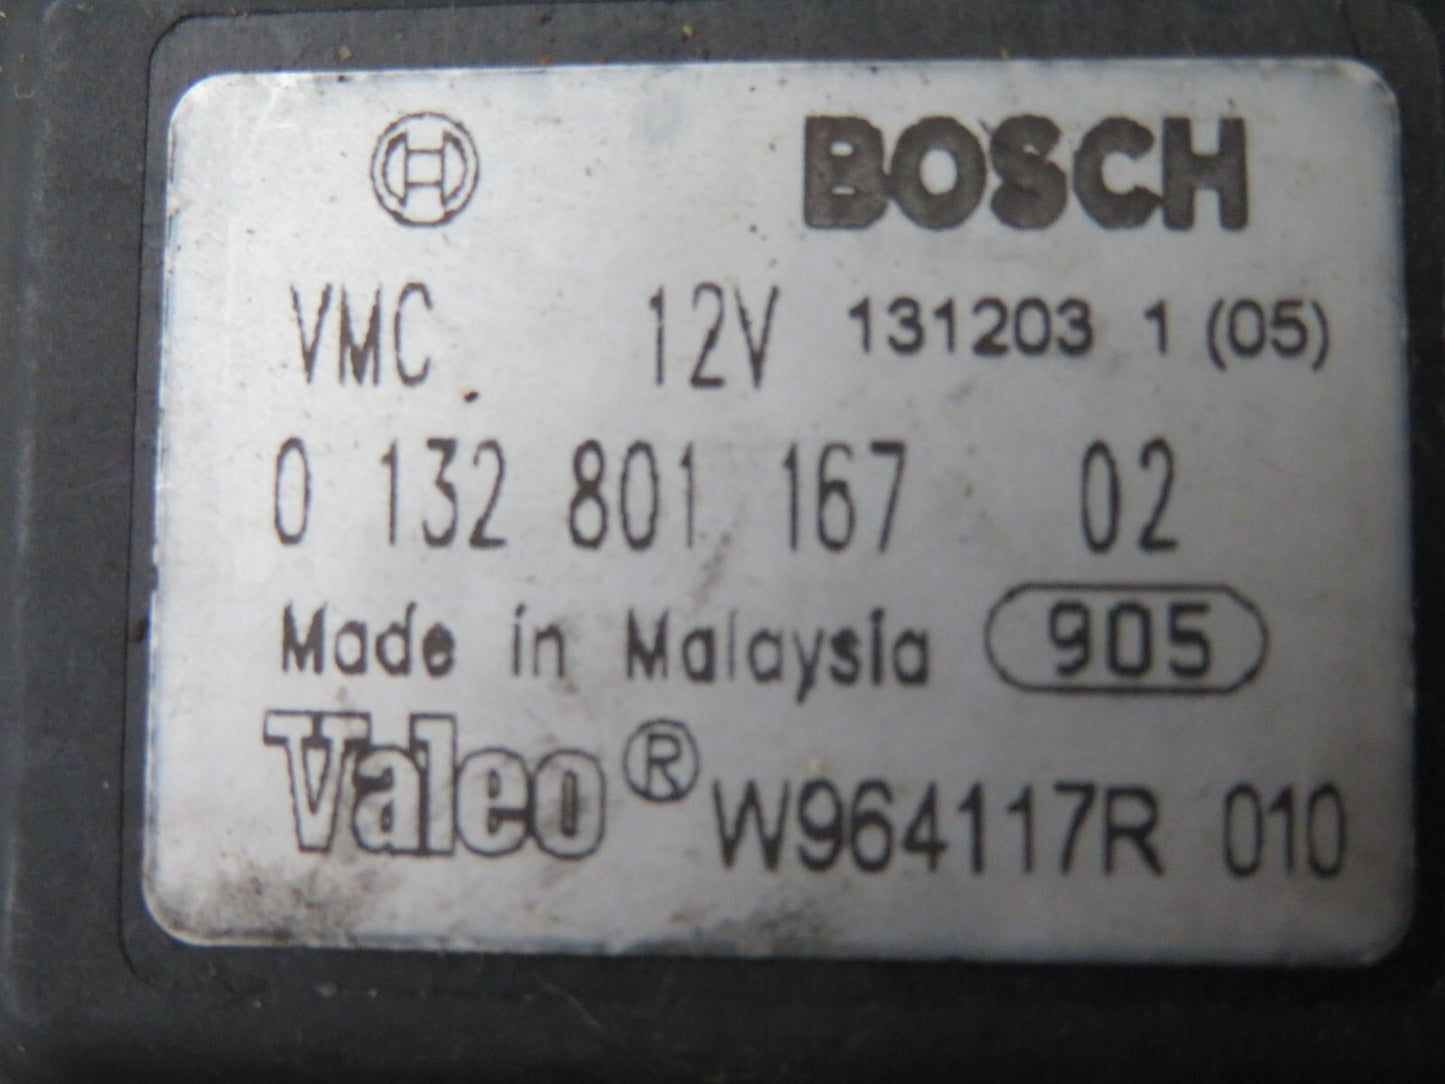 BOSCH
VMC 12V 131203 1 (05)
0 132 801 167 02
Made in Malaysia 905
Valeo® W964117R 010